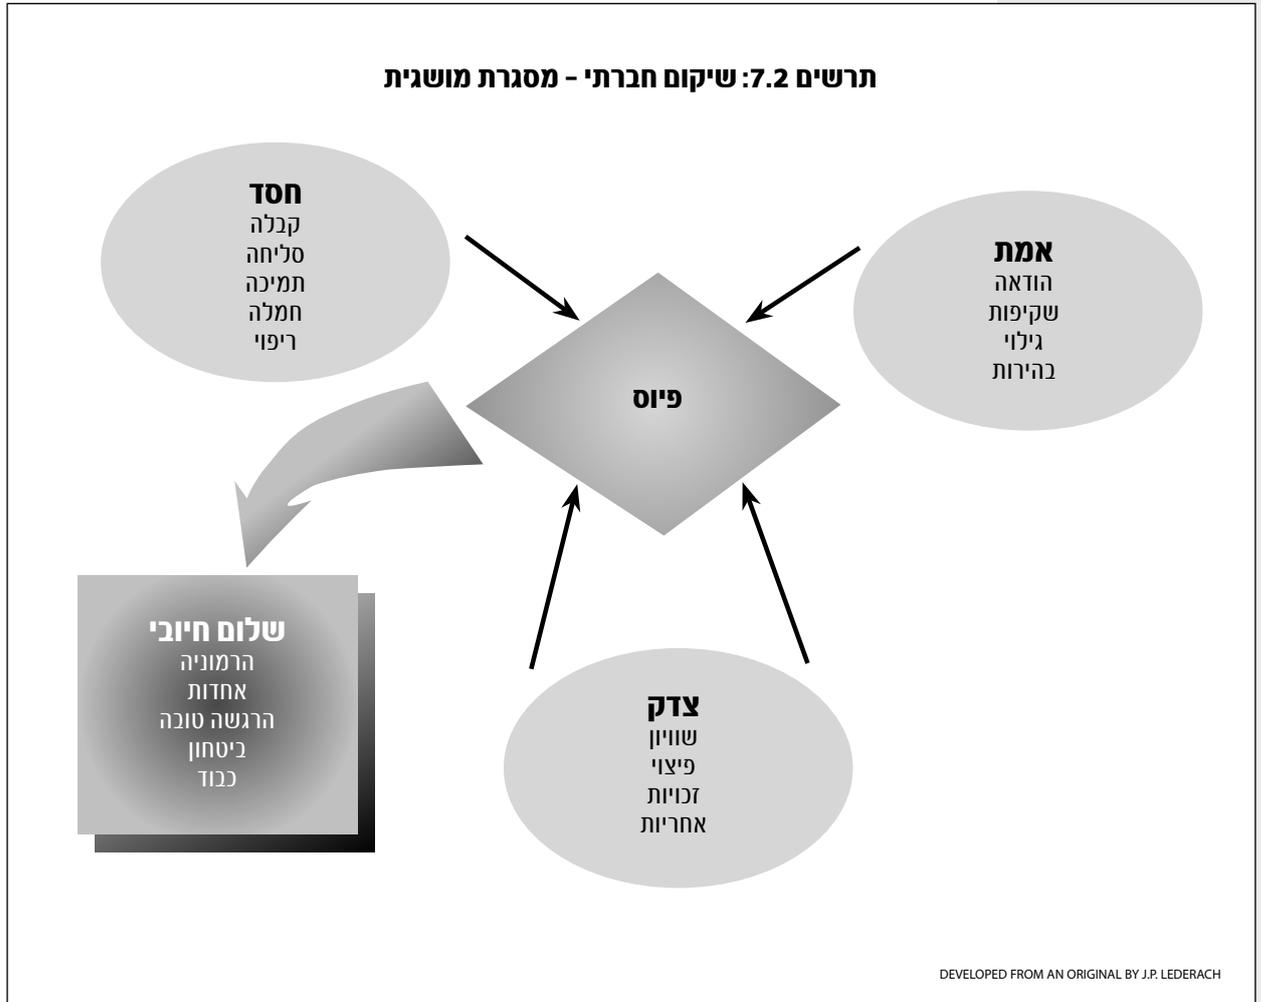 תרשים 7.2: שיקום חברתי – מסגרת מושגית
אמת
הודאה
שקיפות
גילוי
בהירות
חסד
קבלה
סליחה
תמיכה
חמלה
ריפוי
פיוס
צדק
שוויון
פיצוי
זכויות
אחריות
שלום חיובי
הרמוניה
אחדות
הרגשה טובה
ביטחון
כבוד
DEVELOPED FROM AN ORIGINAL BY J.P. LEDERACH